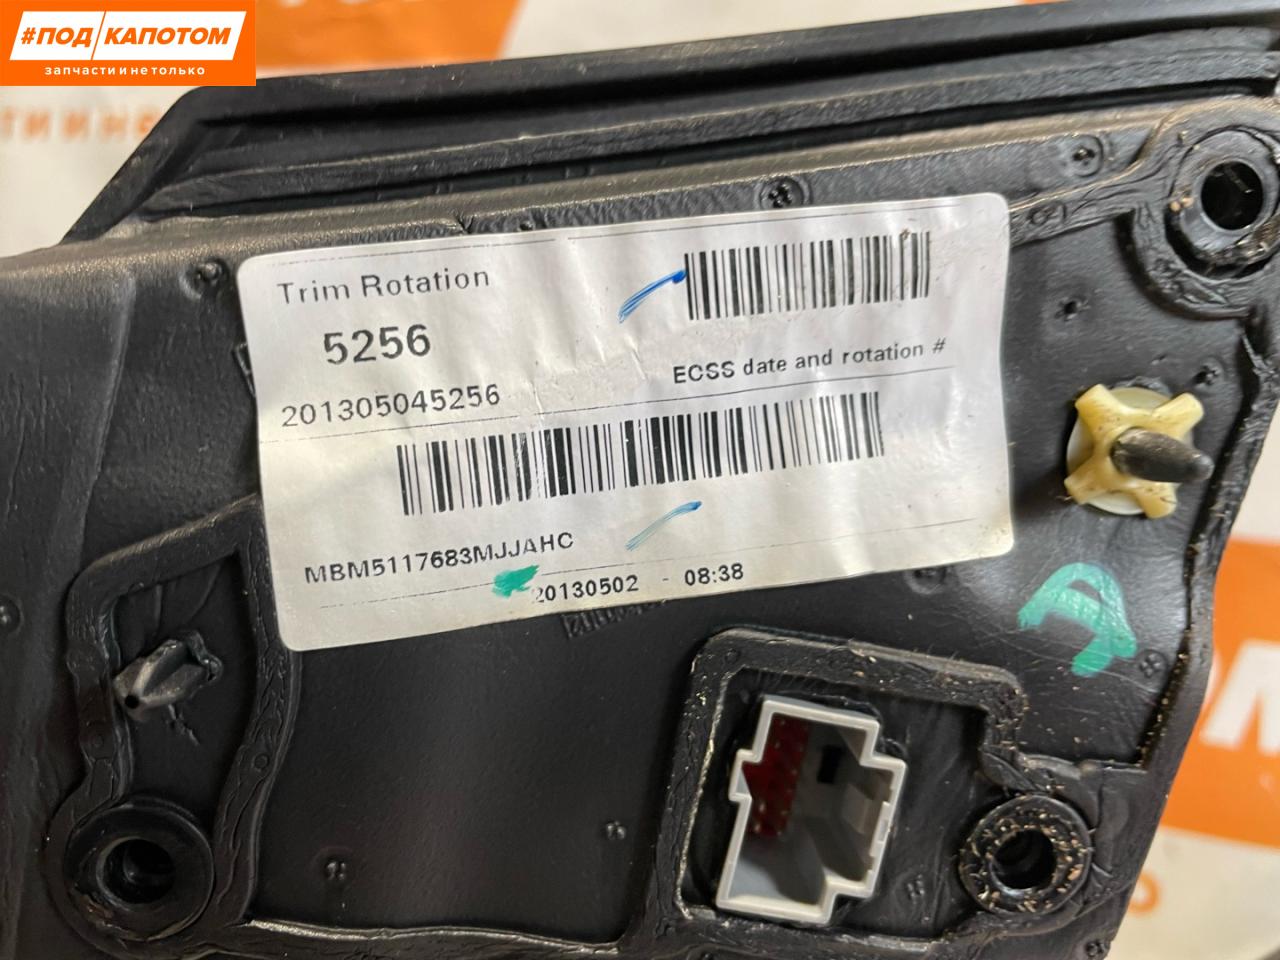 #ПОД/КАПОТОМ
запчасти и не только
Trim Rotation
5256
201305045256
ECSS date and rotation #
MBM5117683MJJAHC
20130502 - 08:38